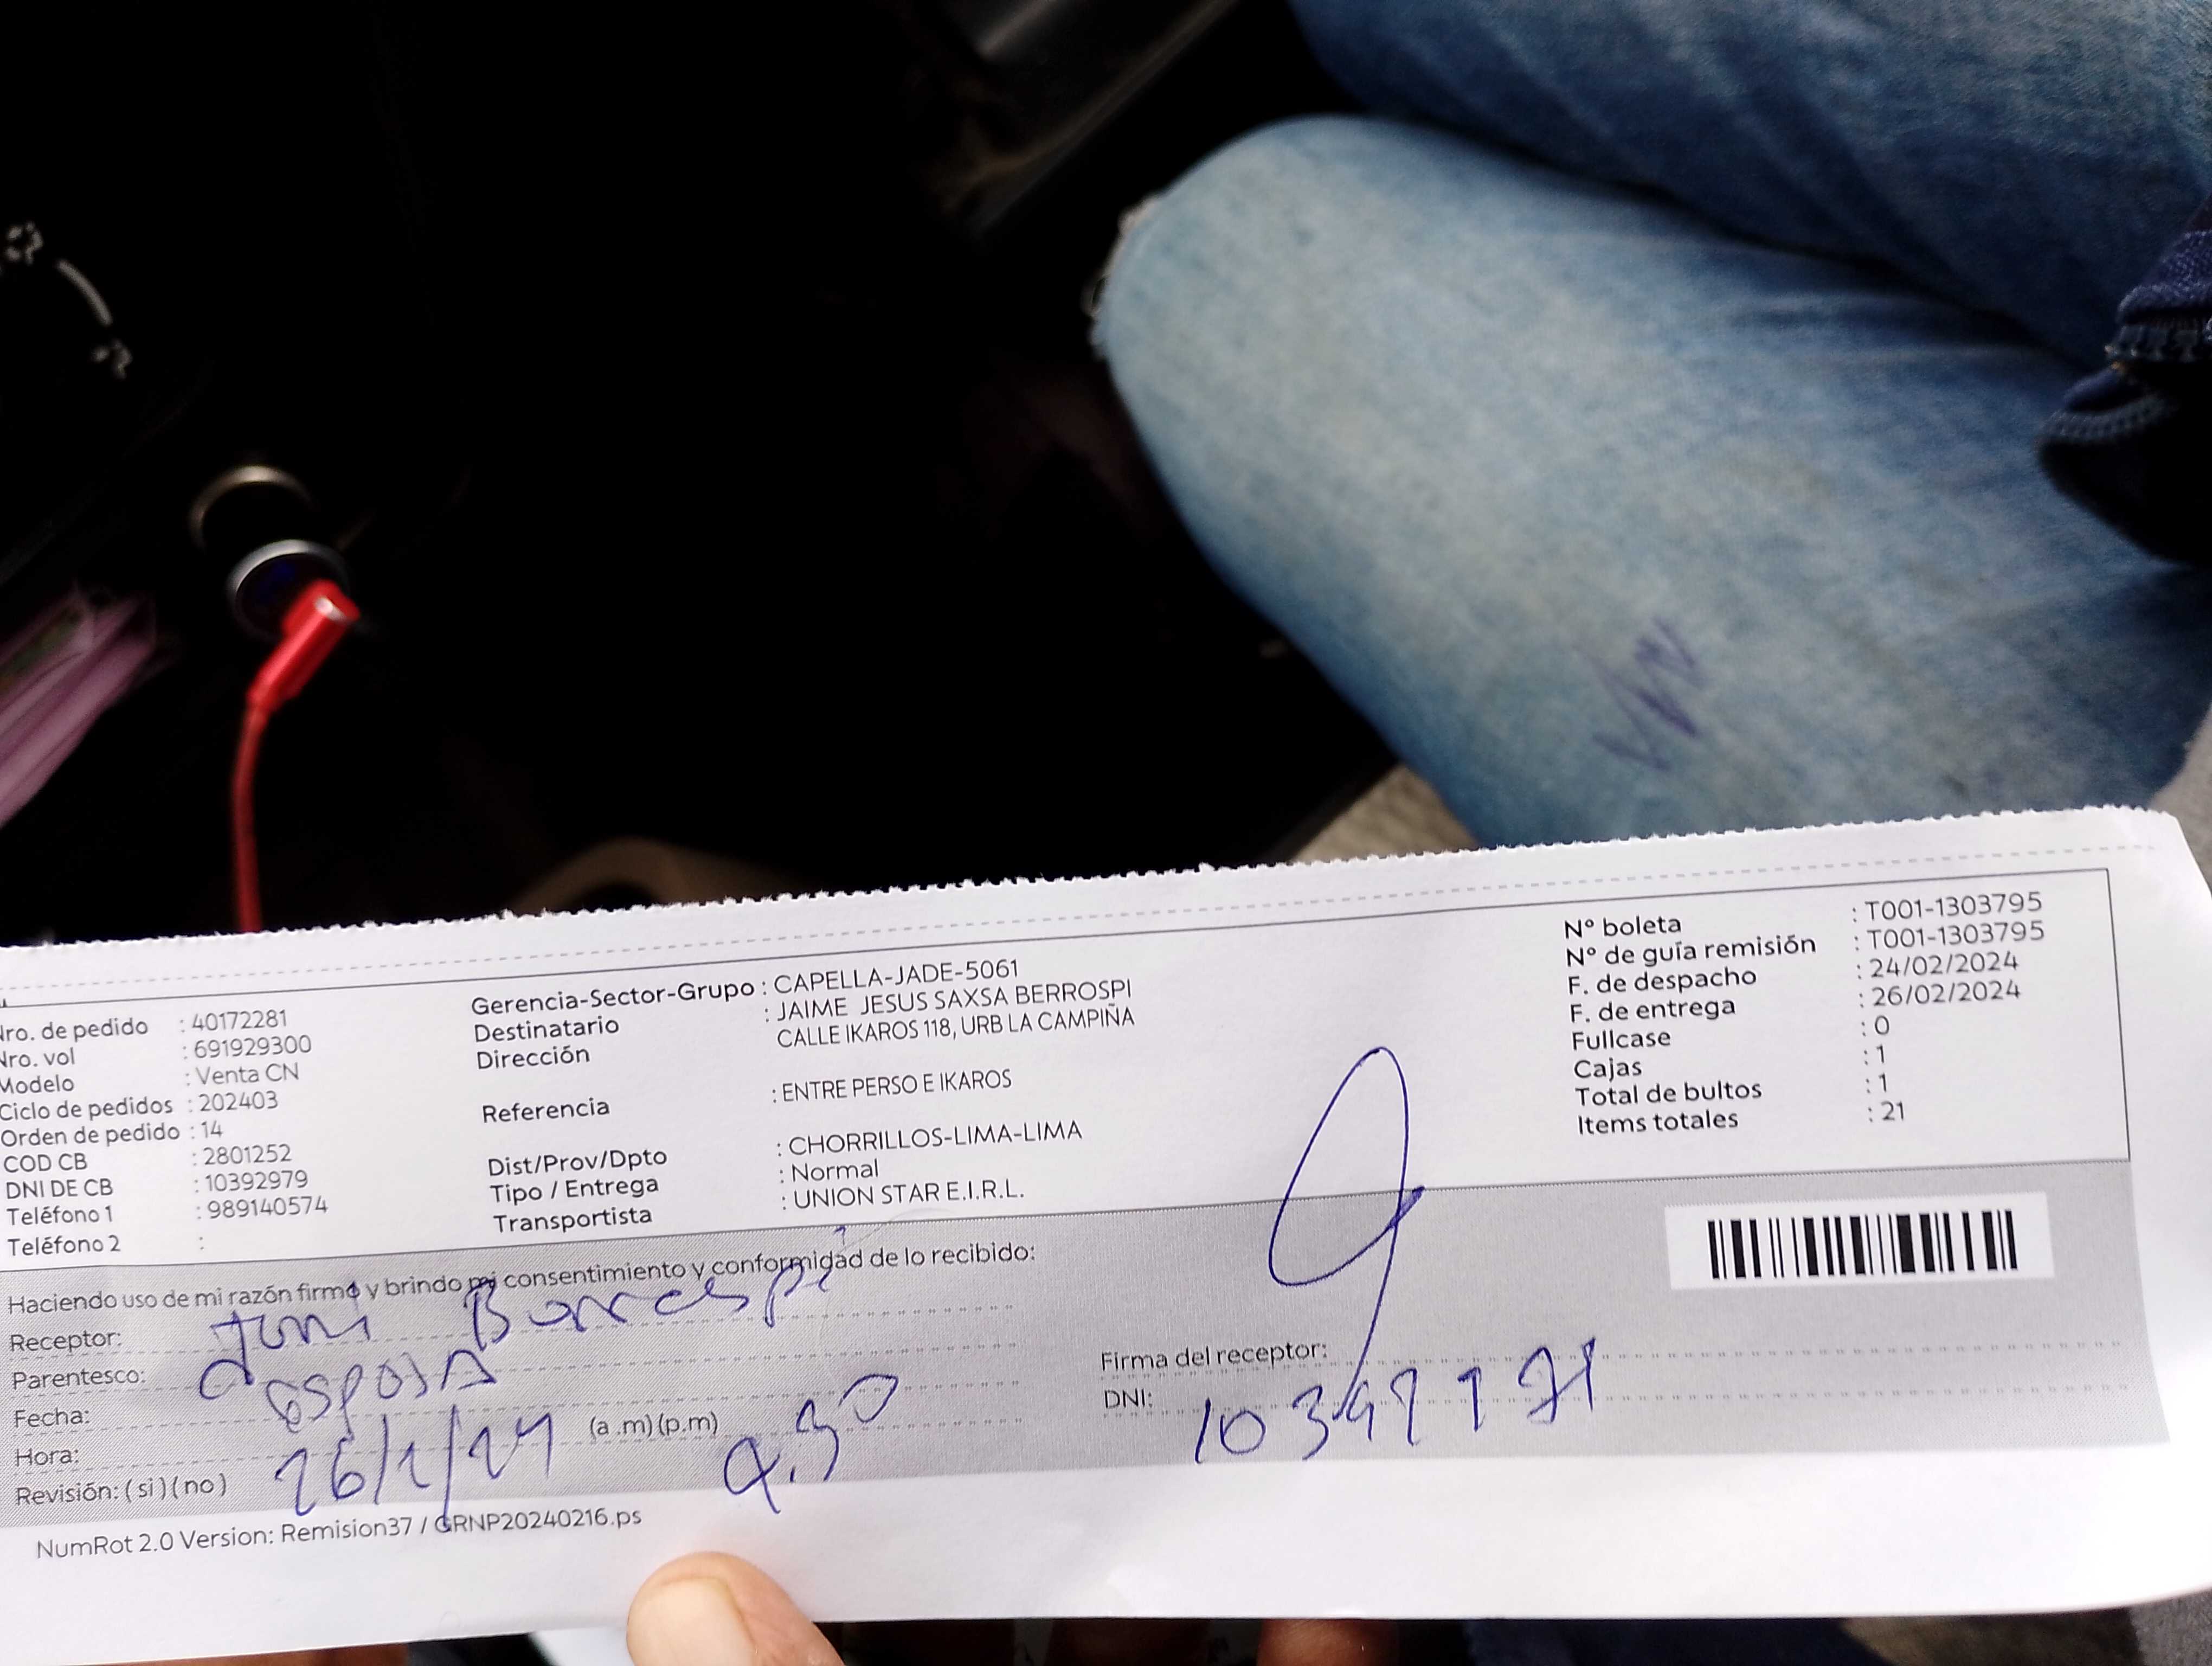 Nro. de pedido : 40172281
Nro. vol : 691929300
Modelo : Venta CN
Ciclo de pedidos : 202403
Orden de pedido : 14
COD CB : 2801252
DNI DE CB : 10392979
Teléfono 1 : 989140574
Teléfono 2 :
Gerencia-Sector-Grupo : CAPELLA-JADE-5061
Destinatario : JAIME JESUS SAXSA BERROSPI
Dirección CALLE IKAROS 118, URB LA CAMPIÑA
Referencia : ENTRE PERSO E IKAROS
Dist/Prov/Dpto : CHORRILLOS-LIMA-LIMA
Tipo / Entrega : Normal
Transportista : UNION STAR E.I.R.L.
Nº boleta : T001-1303795
Nº de guía remisión : T001-1303795
F. de despacho : 24/02/2024
F. de entrega : 26/02/2024
Fullcase : 0
Cajas : 1
Total de bultos : 1
Items totales : 21
Haciendo uso de mi razón firmo y brindo mi consentimiento y conformidad de lo recibido:
Receptor:
Parentesco: esposa
Fecha: 26/2/24
Hora: (a .m) (p.m) 9.30
Revisión: ( si ) ( no )
Firma del receptor:
DNI:
NumRot 2.0 Version: Remision37 / GRNP20240216.ps